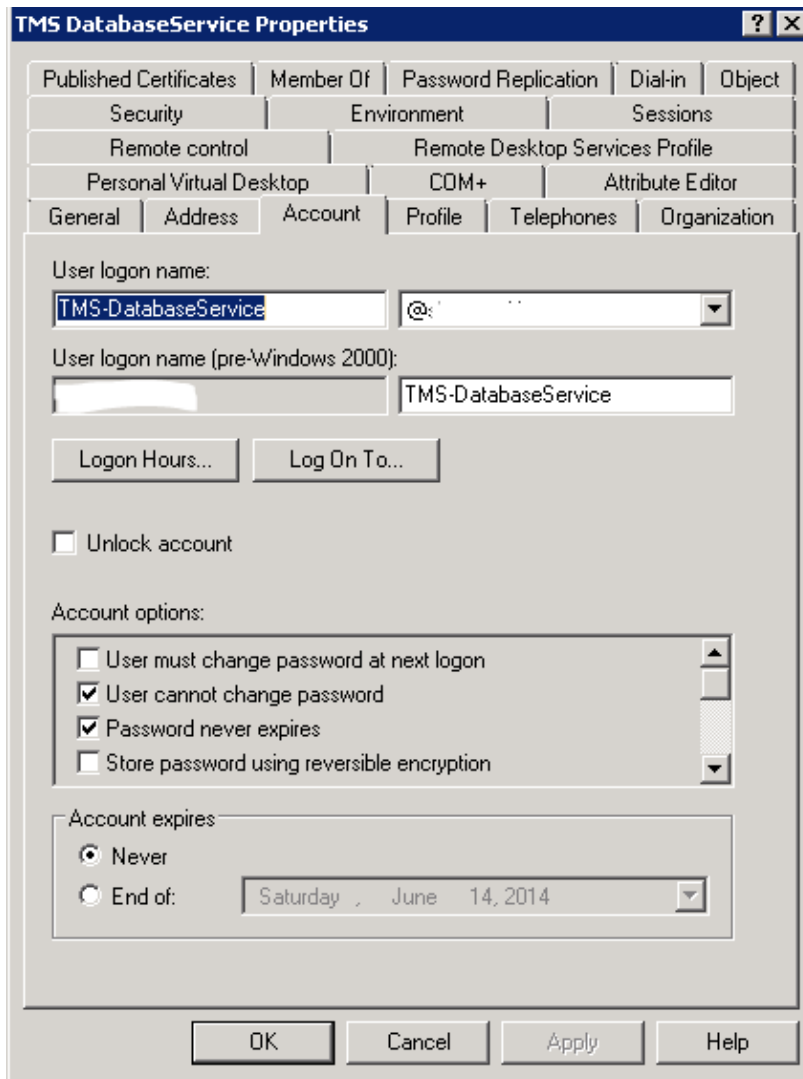 TMS DatabaseService Properties ? X
Published Certificates Member Of Password Replication Dial-in Object
Security Environment Sessions
Remote control Remote Desktop Services Profile
Personal Virtual Desktop COM+ Attribute Editor
General Address Account Profile Telephones Organization
User logon name:
TMS-DatabaseService @
User logon name (pre-Windows 2000):
TMS-DatabaseService
Logon Hours... Log On To...
Unlock account
Account options:
User must change password at next logon
User cannot change password
Password never expires
Store password using reversible encryption
Account expires
Never
End of: Saturday , June 14, 2014
OK Cancel Apply Help